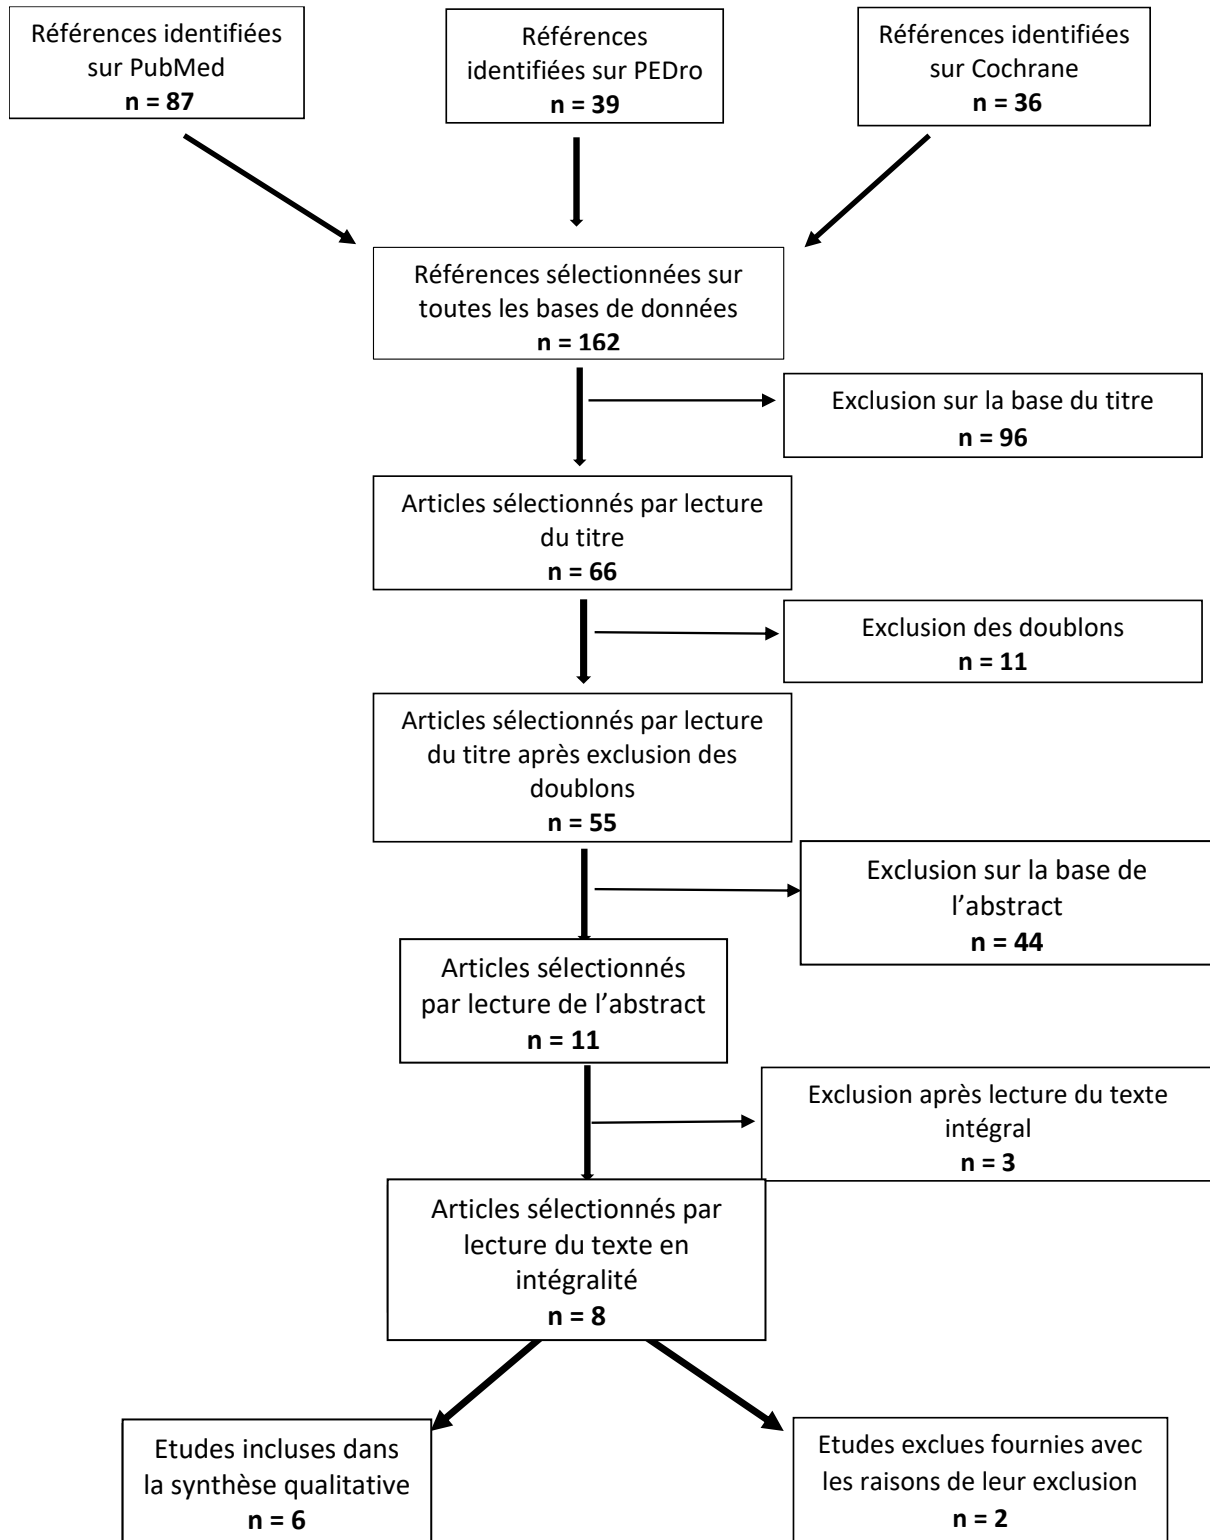 Références identifiées
sur PubMed
n = 87
Références
identifiées sur PEDro
n = 39
Références identifiées
sur Cochrane
n = 36
Références sélectionnées sur
toutes les bases de données
n = 162
Exclusion sur la base du titre
n = 96
Articles sélectionnés par lecture
du titre
n = 66
Exclusion des doublons
n = 11
Articles sélectionnés par lecture
du titre après exclusion des
doublons
n = 55
Exclusion sur la base de
l’abstract
n = 44
Articles sélectionnés
par lecture de l’abstract
n = 11
Exclusion après lecture du texte
intégral
n = 3
Articles sélectionnés par
lecture du texte en
intégralité
n = 8
Etudes incluses dans
la synthèse qualitative
n = 6
Etudes exclues fournies avec
les raisons de leur exclusion
n = 2